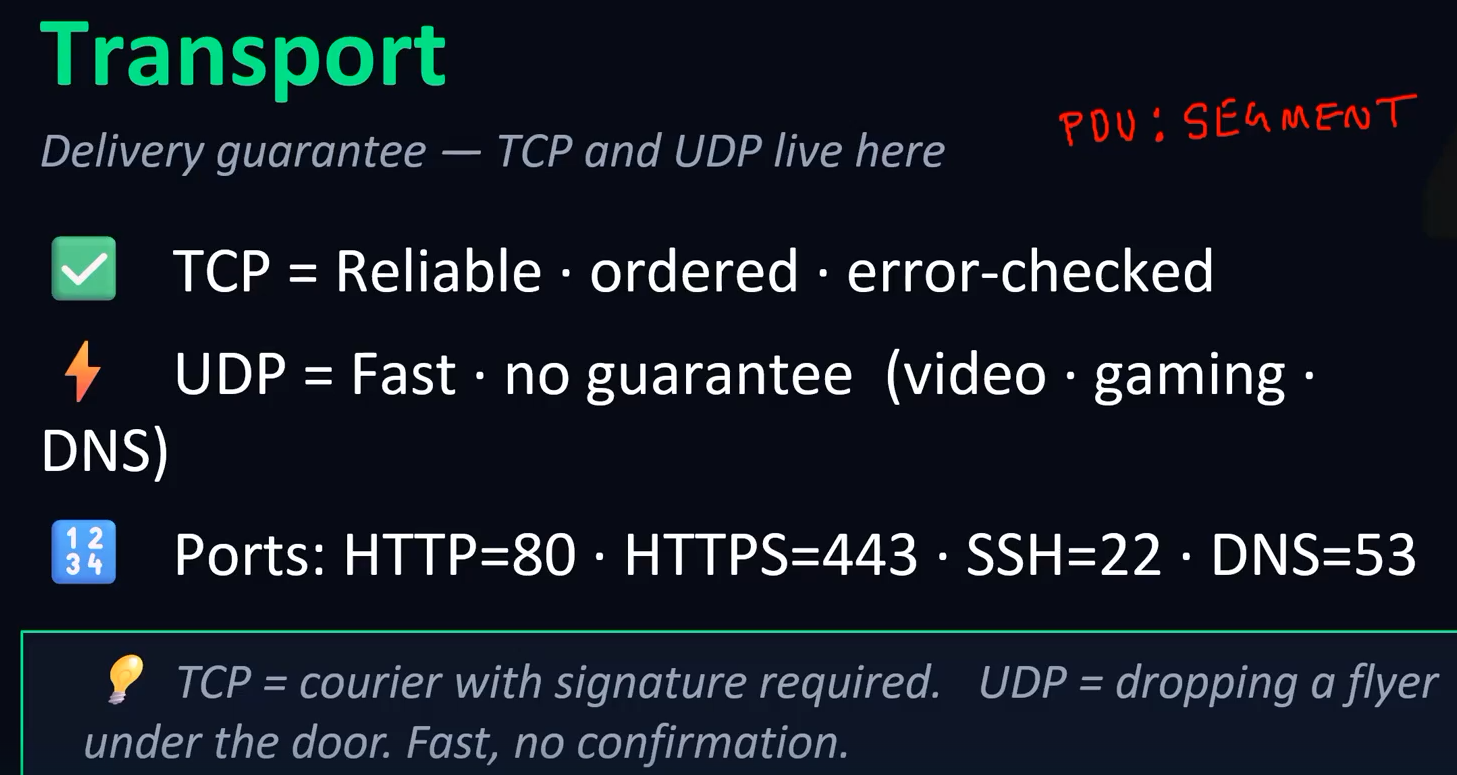 Transport
PDU: SEGMENT
Delivery guarantee — TCP and UDP live here
✅ TCP = Reliable · ordered · error-checked
⚡ UDP = Fast · no guarantee (video · gaming ·
DNS)
🔢 Ports: HTTP=80 · HTTPS=443 · SSH=22 · DNS=53
💡 TCP = courier with signature required. UDP = dropping a flyer
under the door. Fast, no confirmation.